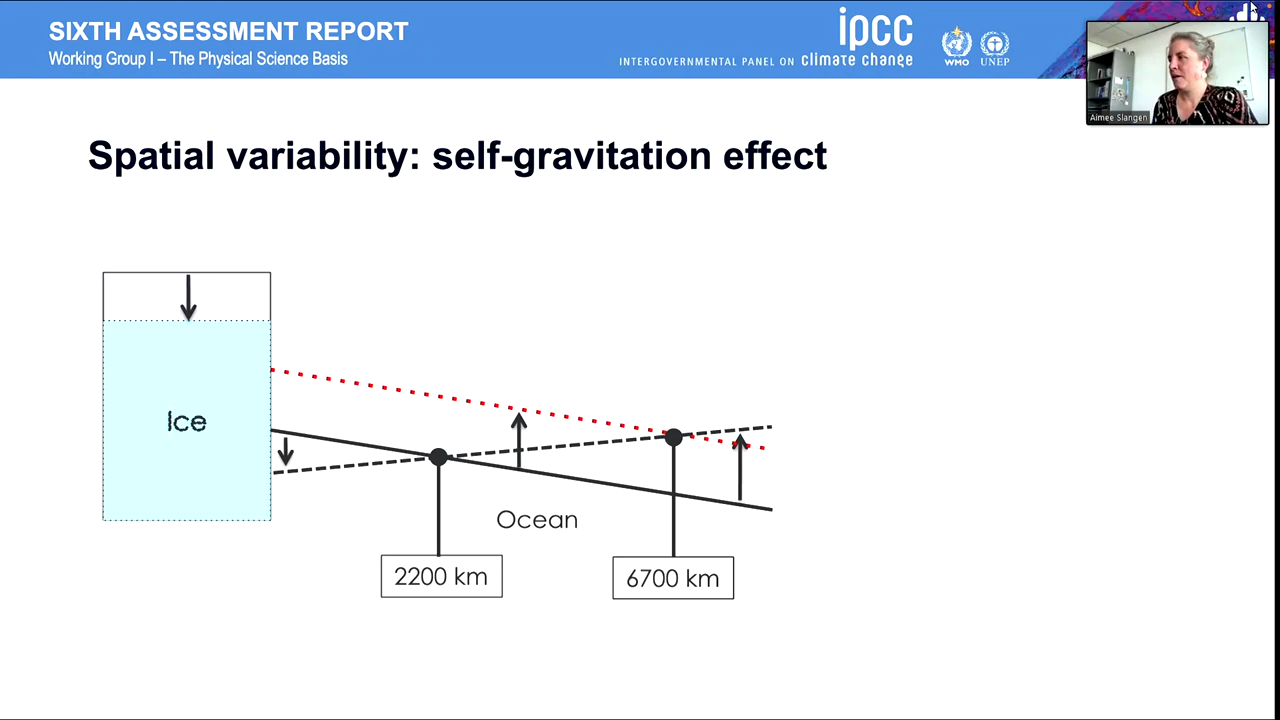 SIXTH ASSESSMENT REPORT
Working Group I – The Physical Science Basis
INTERGOVERNMENTAL PANEL ON climate change
ipcc
WMO
UNEP
Aimee Slangen
Spatial variability: self-gravitation effect
Ice
Ocean
2200 km
6700 km